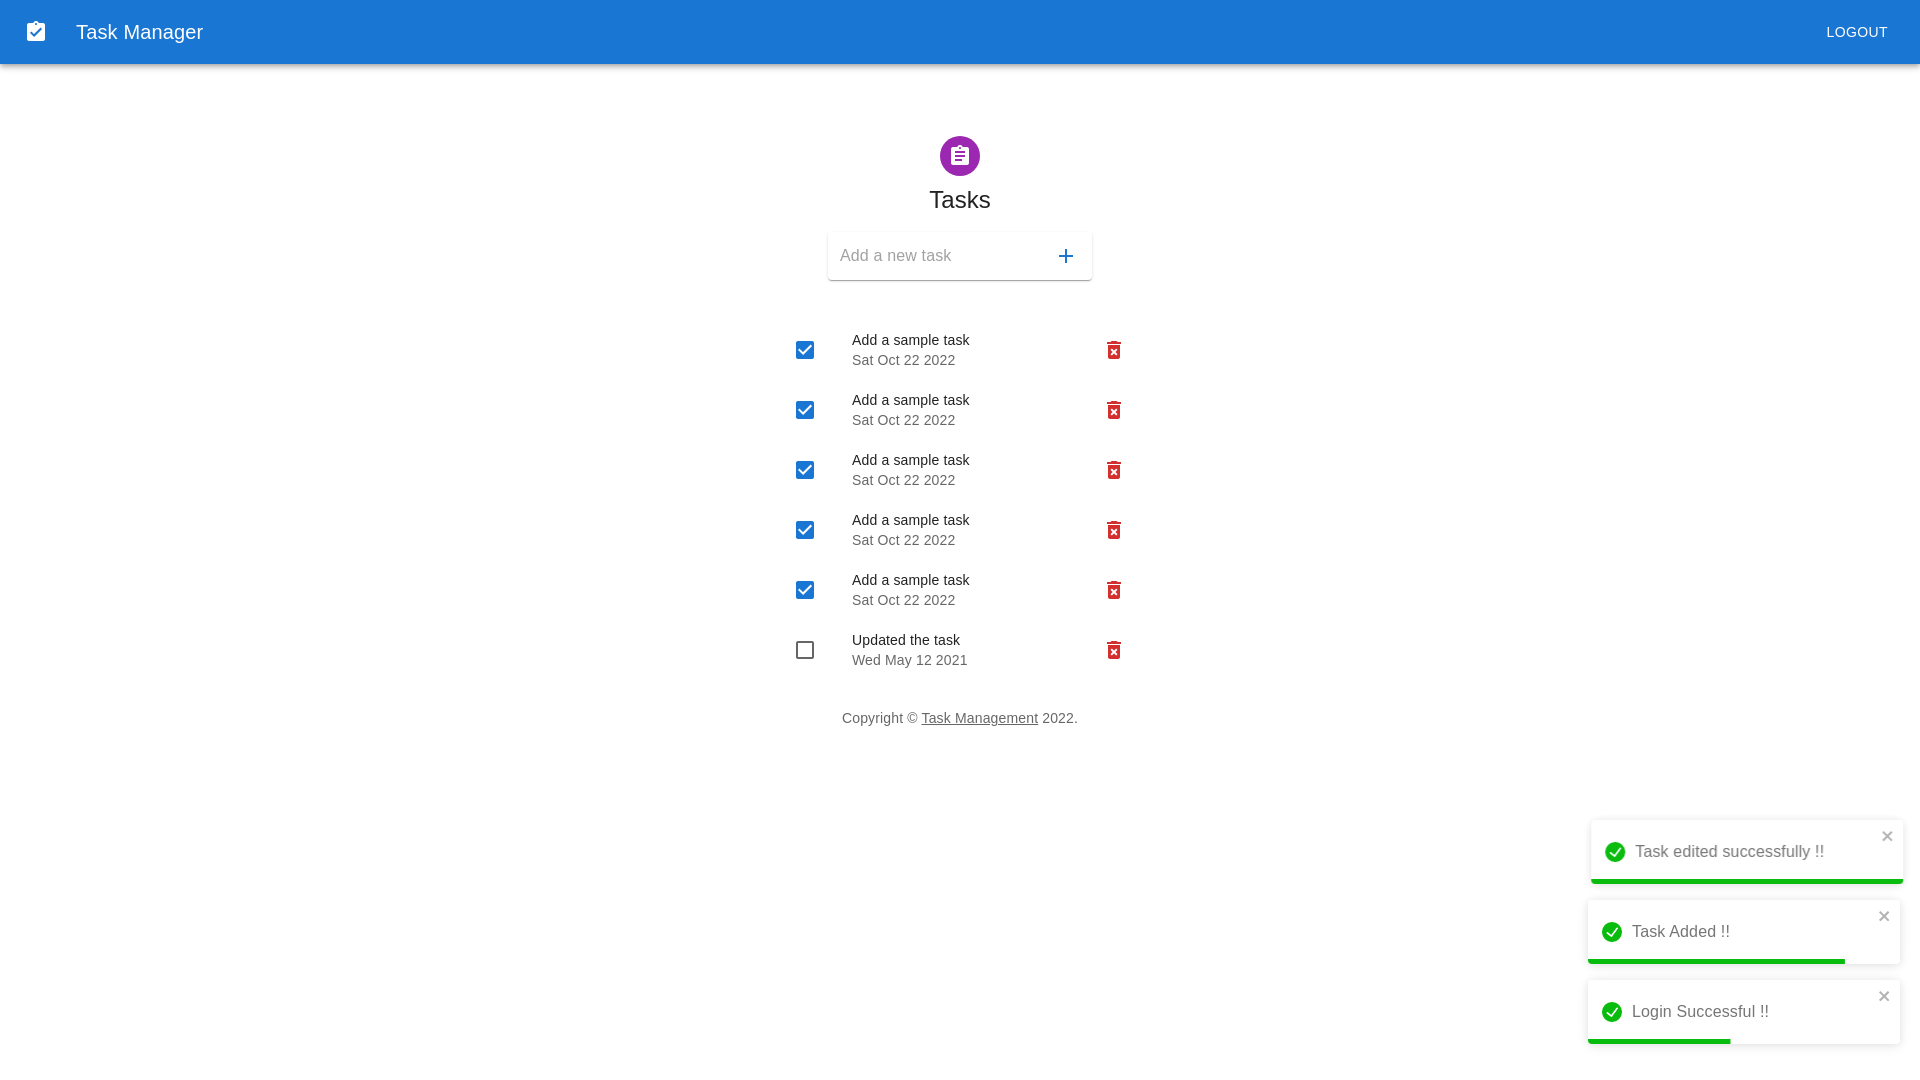 Task Manager
LOGOUT
Tasks
Add a new task
Add a sample task
Sat Oct 22 2022
Add a sample task
Sat Oct 22 2022
Add a sample task
Sat Oct 22 2022
Add a sample task
Sat Oct 22 2022
Add a sample task
Sat Oct 22 2022
Updated the task
Wed May 12 2021
Copyright © Task Management 2022.
Task edited successfully !!
Task Added !!
Login Successful !!